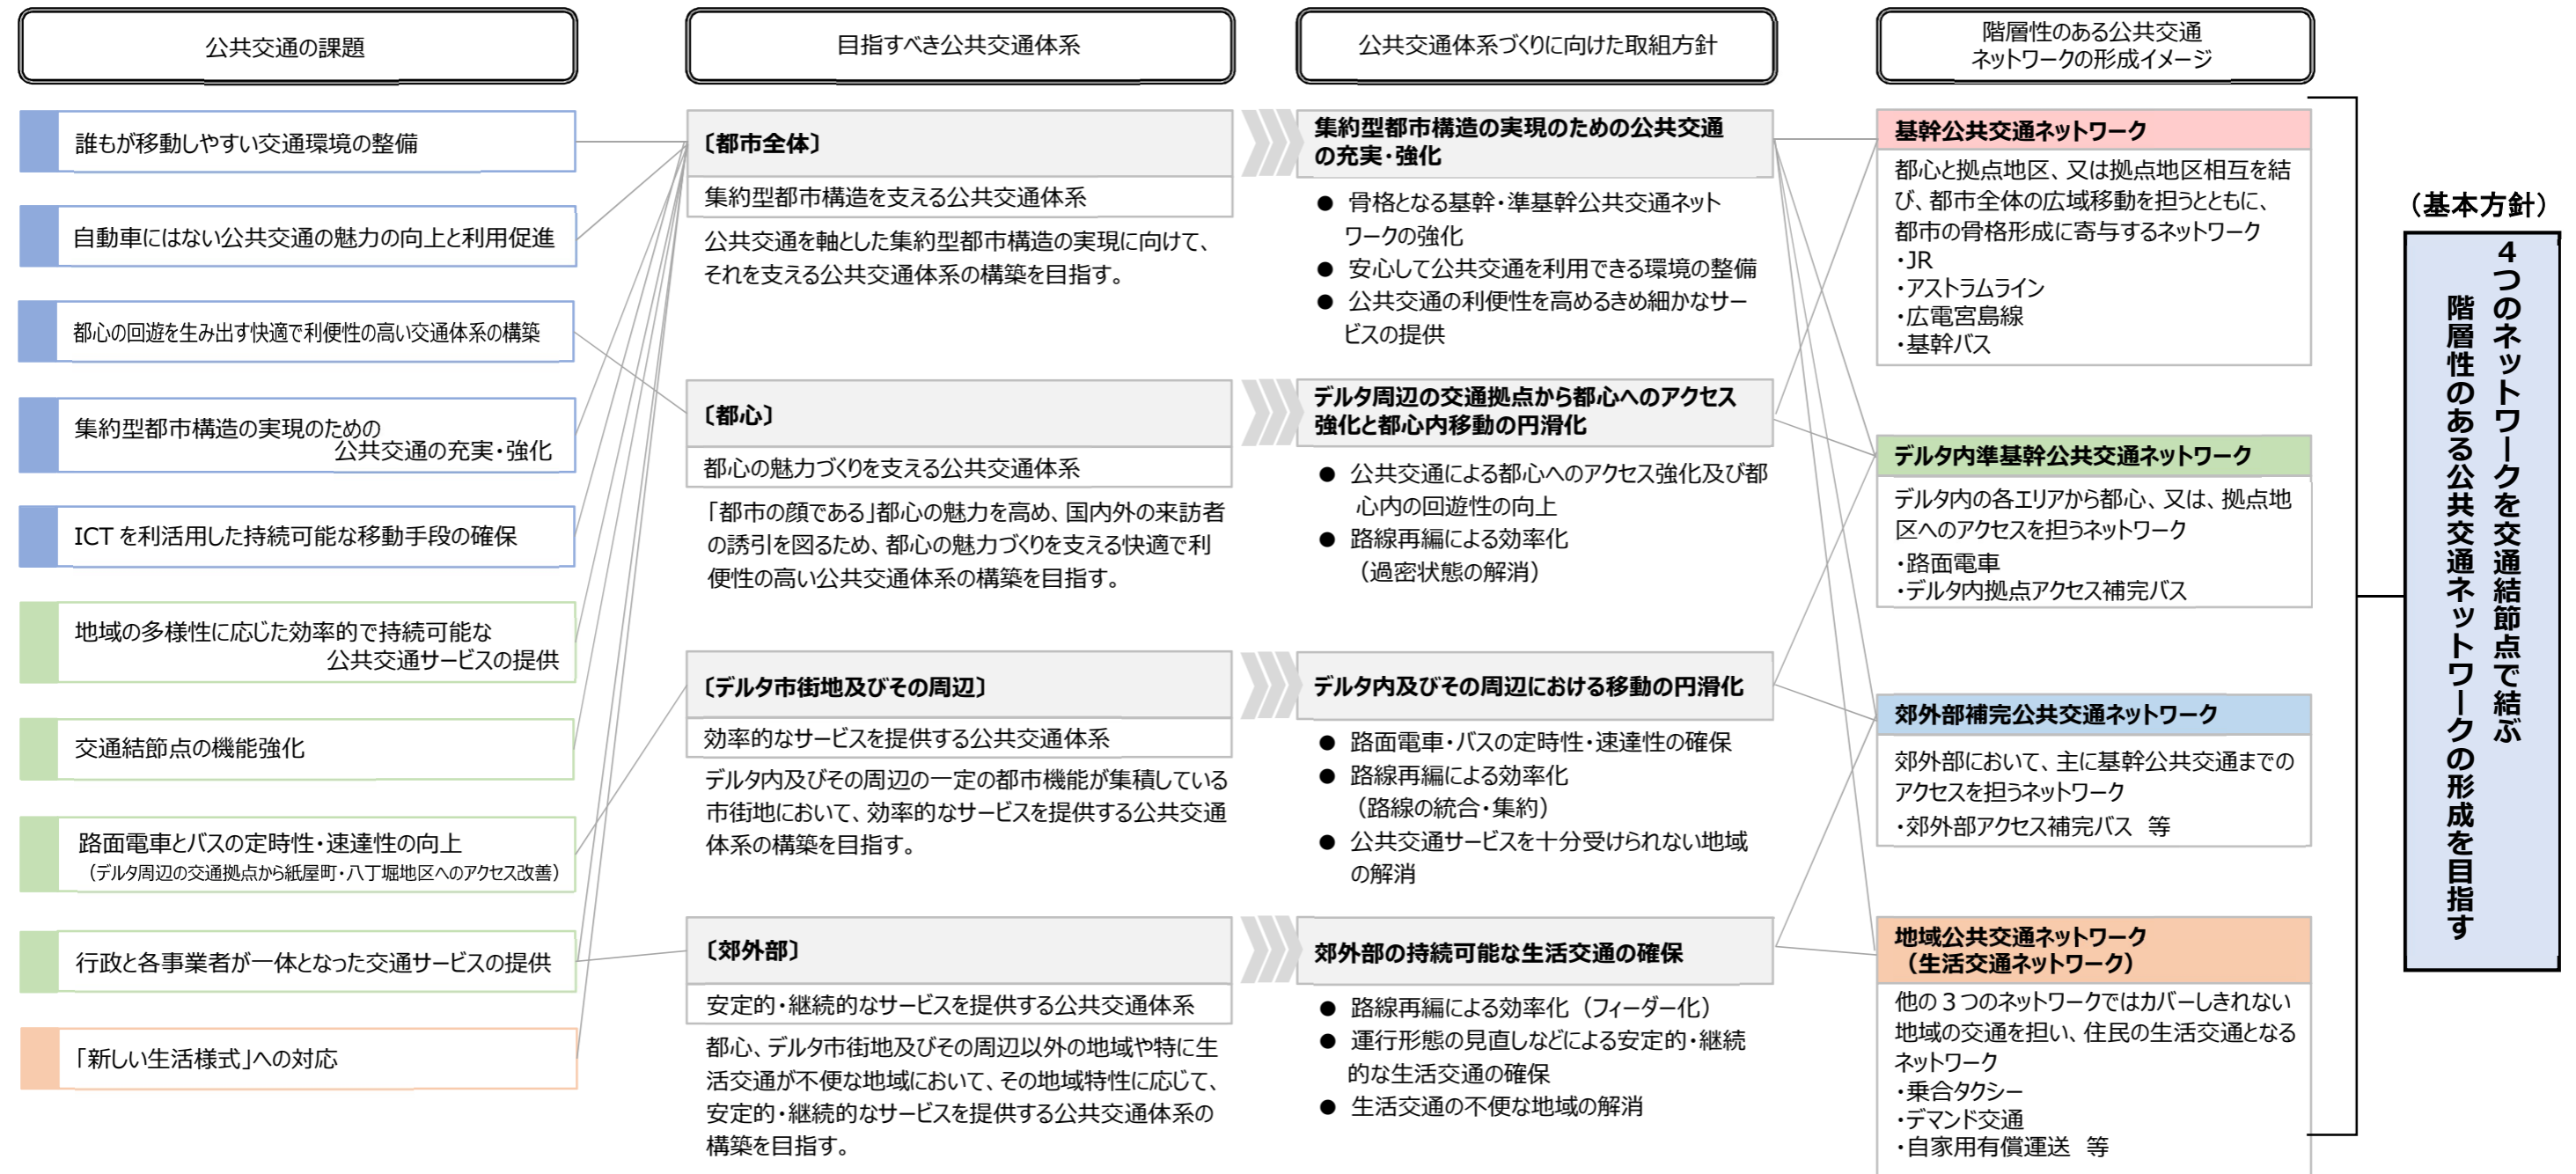 公共交通の課題
誰もが移動しやすい交通環境の整備
自動車にはない公共交通の魅力の向上と利用促進
都心の回遊を生み出す快適で利便性の高い交通体系の構築
集約型都市構造の実現のための
公共交通の充実・強化
ICT を利活用した持続可能な移動手段の確保
地域の多様性に応じた効率的で持続可能な
公共交通サービスの提供
交通結節点の機能強化
路面電車とバスの定時性・速達性の向上
（デルタ周辺の交通拠点から紙屋町・八丁堀地区へのアクセス改善）
行政と各事業者が一体となった交通サービスの提供
「新しい生活様式」への対応
目指すべき公共交通体系
〔都市全体〕
集約型都市構造を支える公共交通体系
公共交通を軸とした集約型都市構造の実現に向けて、
それを支える公共交通体系の構築を目指す。
〔都心〕
都心の魅力づくりを支える公共交通体系
「都市の顔である」都心の魅力を高め、国内外の来訪者
の誘引を図るため、都心の魅力づくりを支える快適で利
便性の高い公共交通体系の構築を目指す。
〔デルタ市街地及びその周辺〕
効率的なサービスを提供する公共交通体系
デルタ内及びその周辺の一定の都市機能が集積している
市街地において、効率的なサービスを提供する公共交通
体系の構築を目指す。
〔郊外部〕
安定的・継続的なサービスを提供する公共交通体系
都心、デルタ市街地及びその周辺以外の地域や特に生
活交通が不便な地域において、その地域特性に応じて、
安定的・継続的なサービスを提供する公共交通体系の
構築を目指す。
公共交通体系づくりに向けた取組方針
集約型都市構造の実現のための公共交通
の充実・強化
● 骨格となる基幹・準基幹公共交通ネット
ワークの強化
● 安心して公共交通を利用できる環境の整備
● 公共交通の利便性を高めるきめ細かなサー
ビスの提供
デルタ周辺の交通拠点から都心へのアクセス
強化と都心内移動の円滑化
● 公共交通による都心へのアクセス強化及び都
心内の回遊性の向上
● 路線再編による効率化
（過密状態の解消）
デルタ内及びその周辺における移動の円滑化
● 路面電車・バスの定時性・速達性の確保
● 路線再編による効率化
（路線の統合・集約）
● 公共交通サービスを十分受けられない地域
の解消
郊外部の持続可能な生活交通の確保
● 路線再編による効率化（フィーダー化）
● 運行形態の見直しなどによる安定的・継続
的な生活交通の確保
● 生活交通の不便な地域の解消
階層性のある公共交通
ネットワークの形成イメージ
基幹公共交通ネットワーク
都心と拠点地区、又は拠点地区相互を結
び、都市全体の広域移動を担うとともに、
都市の骨格形成に寄与するネットワーク
・JR
・アストラムライン
・広電宮島線
・基幹バス
デルタ内準基幹公共交通ネットワーク
デルタ内の各エリアから都心、又は、拠点地
区へのアクセスを担うネットワーク
・路面電車
・デルタ内拠点アクセス補完バス
郊外部補完公共交通ネットワーク
郊外部において、主に基幹公共交通までの
アクセスを担うネットワーク
・郊外部アクセス補完バス 等
地域公共交通ネットワーク
（生活交通ネットワーク）
他の３つのネットワークではカバーしきれない
地域の交通を担い、住民の生活交通となる
ネットワーク
・乗合タクシー
・デマンド交通
・自家用有償運送 等
（基本方針）
４つのネットワークを交通結節点で結ぶ
階層性のある公共交通ネットワークの形成を目指す